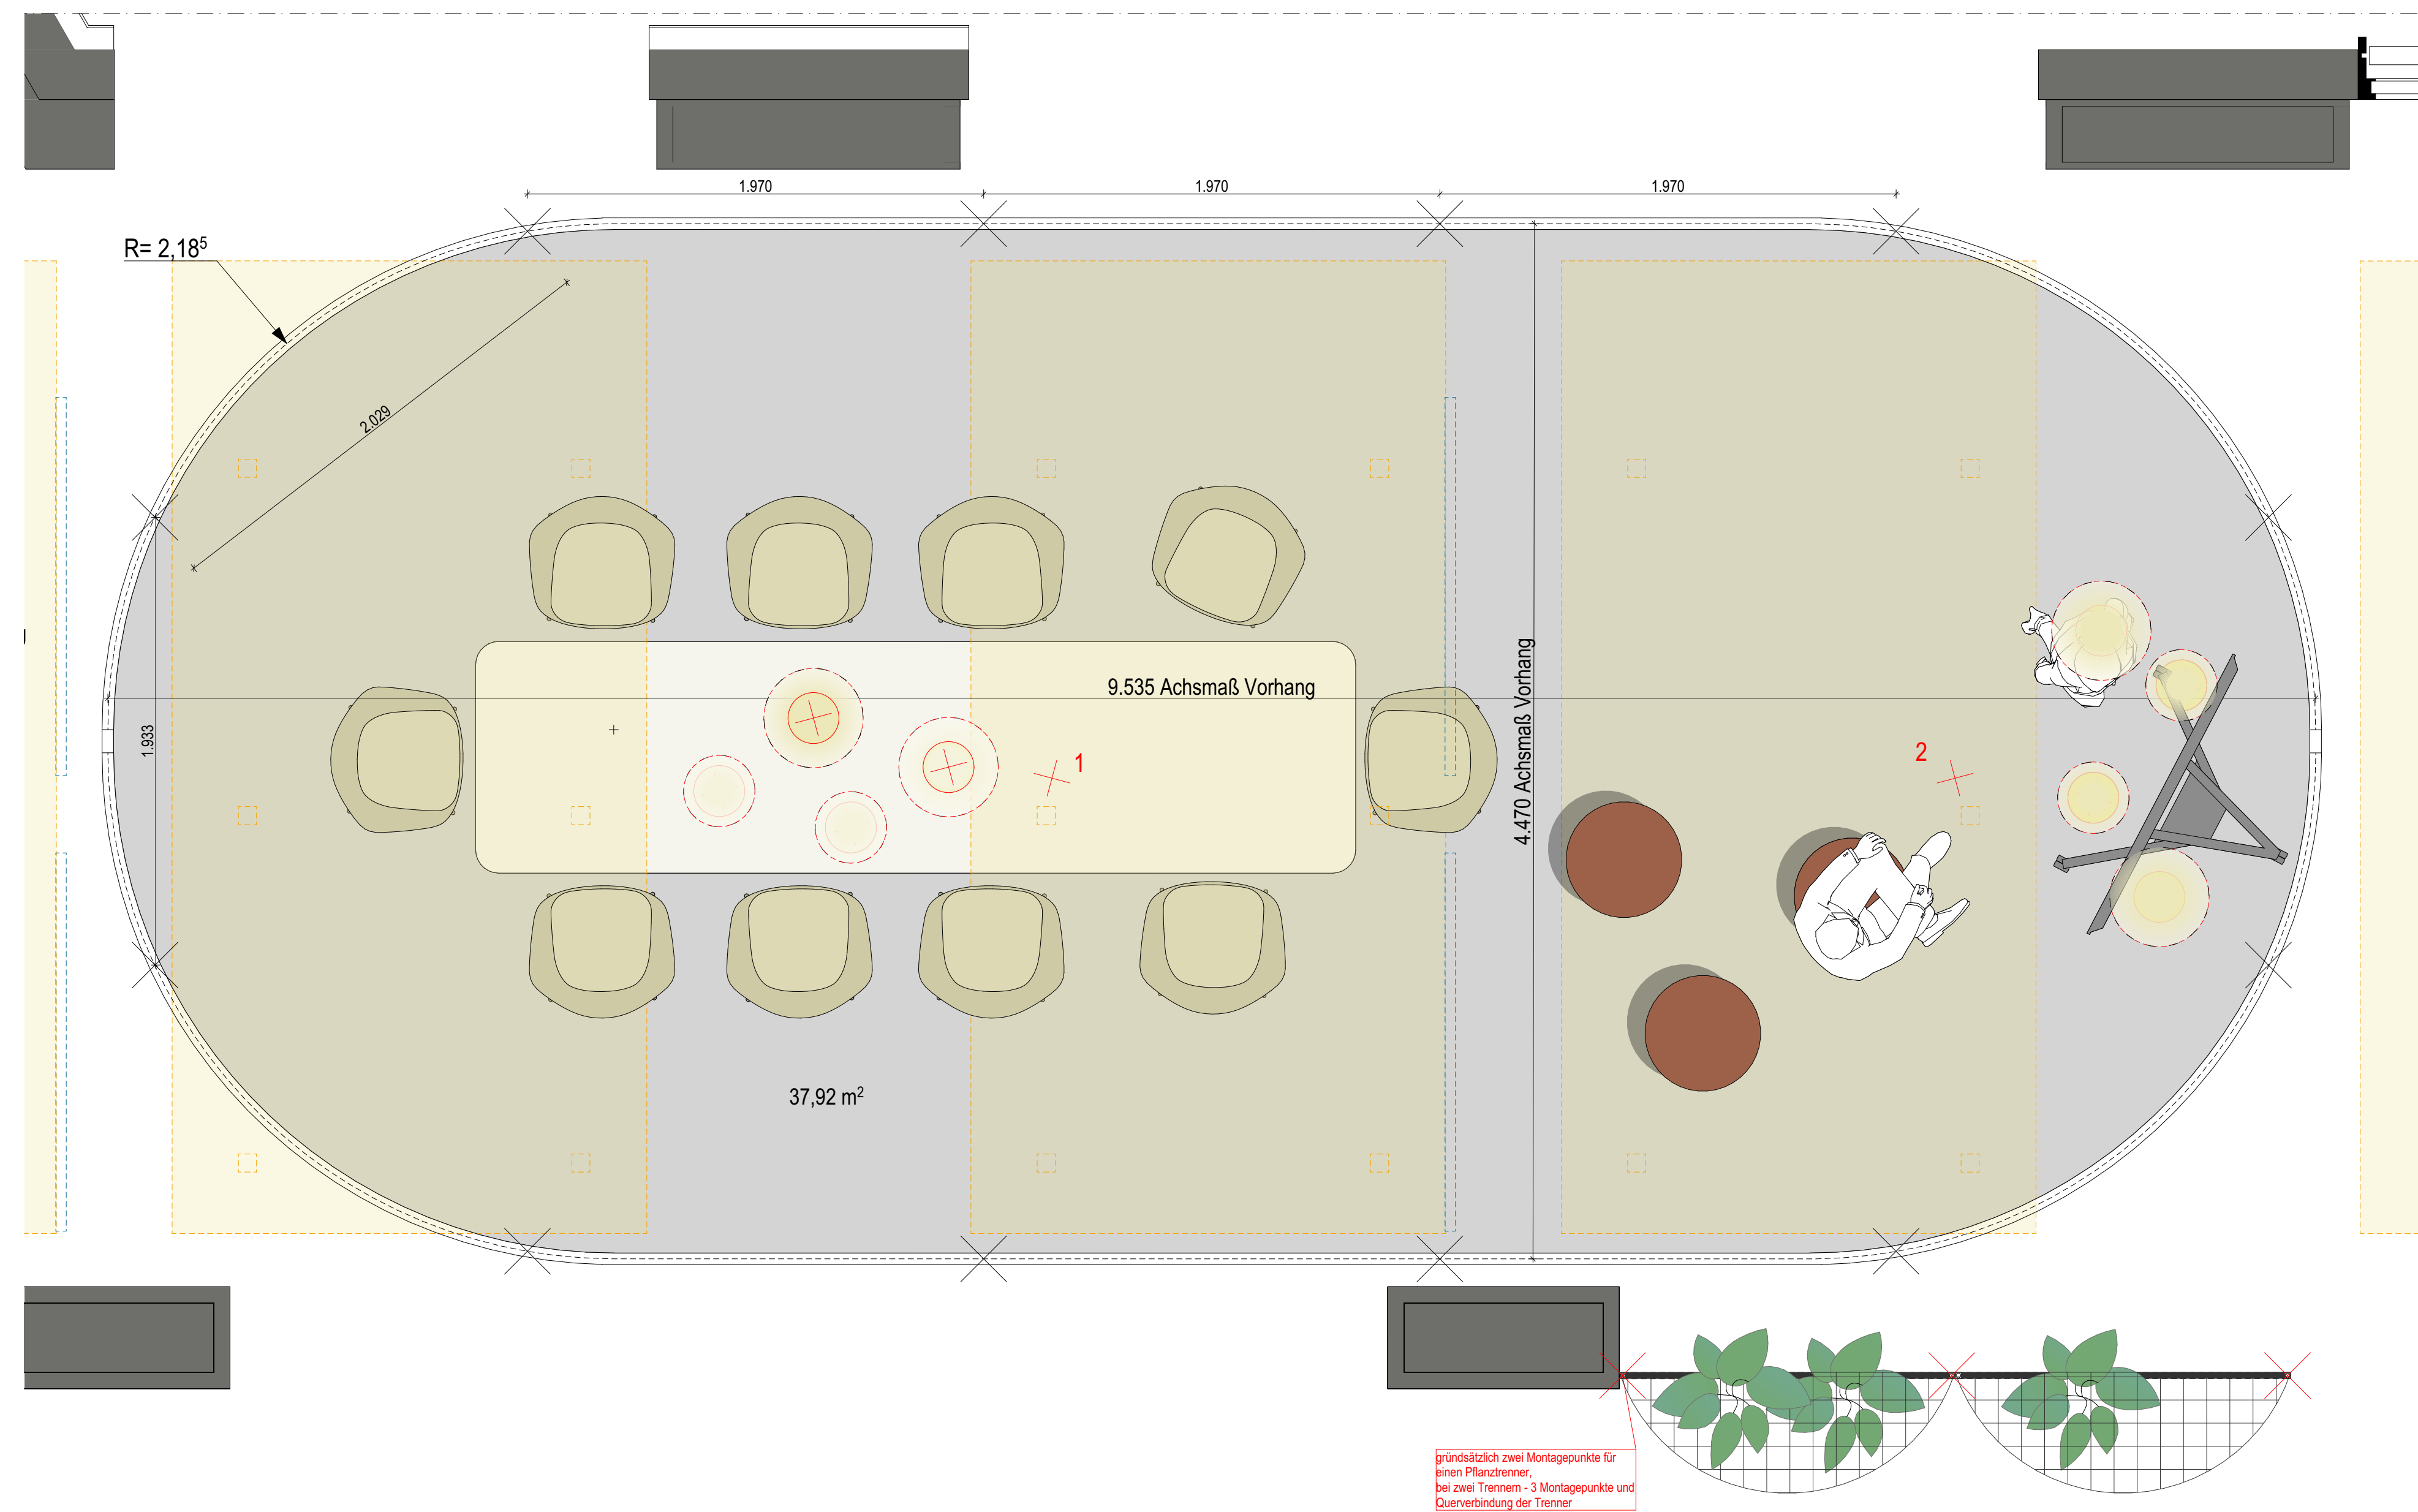 1.970
1.970
1.970
R= 2,18⁵
2.029
9.535 Achsmaß Vorhang
4.470 Achsmaß Vorhang
1.933
1
2
37,92 m²
gründsätzlich zwei Montagepunkte für
einen Pflanztrenner,
bei zwei Trennern - 3 Montagepunkte und
Querverbindung der Trenner